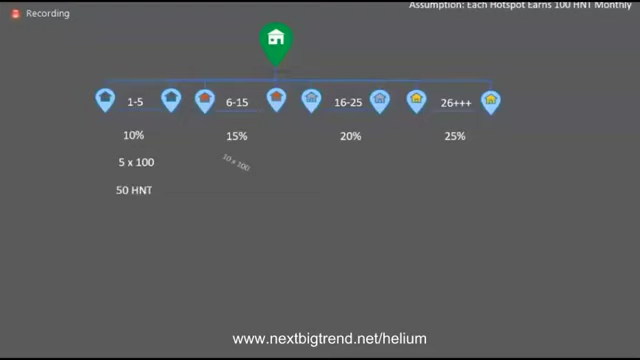 Assumption: Each Hotspot Earns 100 HNT Monthly
Recording
1-5 6-15 16-25 26+++
10% 15% 20% 25%
5 x 100 10 x 100
50 HNT
www.nextbigtrend.net/helium